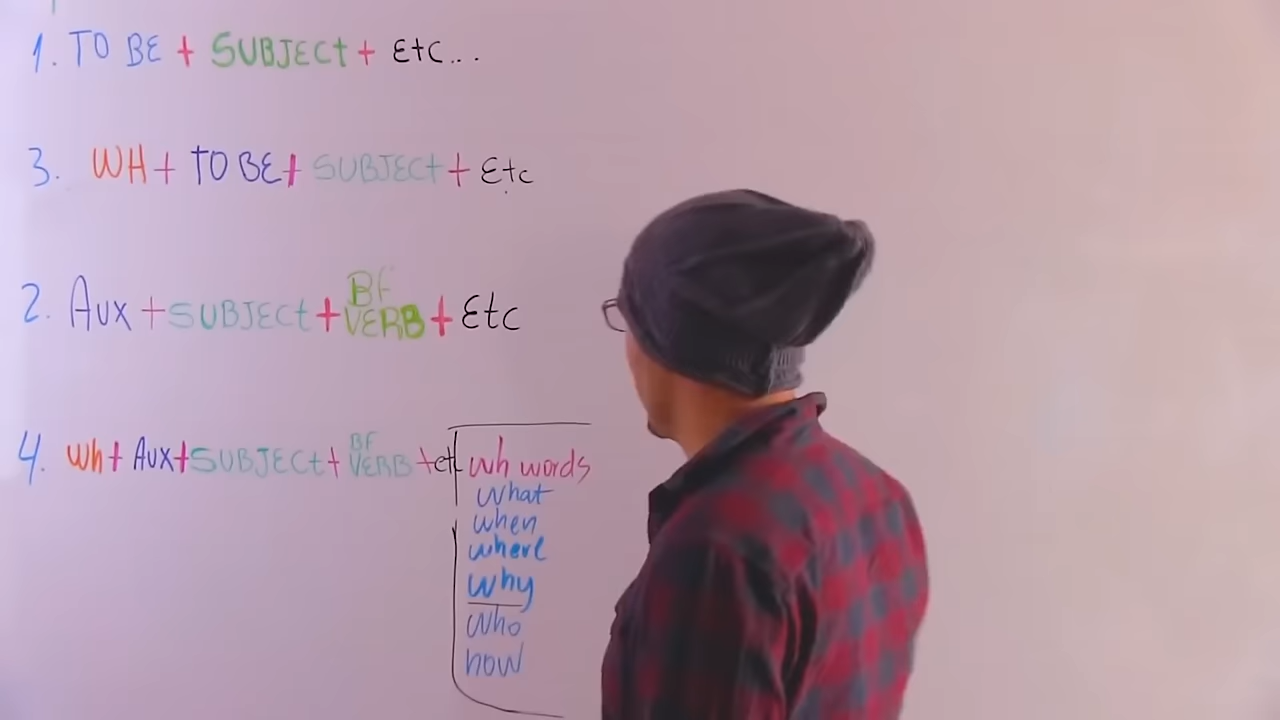 1. TO BE + SUBJECT + Etc...
3. WH + TO BE + SUBJECT + Etc
2. Aux + SUBJECT + BF VERB + Etc
4. Wh + Aux + SUBJECT + BF VERB + etc
wh words
what
when
where
why
who
how